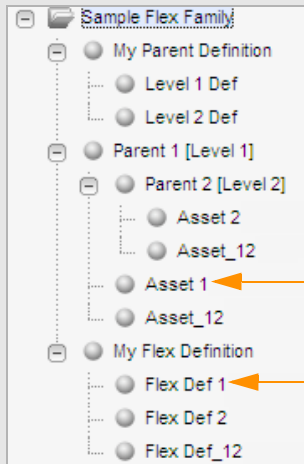 Sample Flex Family
My Parent Definition
Level 1 Def
Level 2 Def
Parent 1 [Level 1]
Parent 2 [Level 2]
Asset 2
Asset_12
Asset 1
Asset_12
My Flex Definition
Flex Def 1
Flex Def 2
Flex Def_12